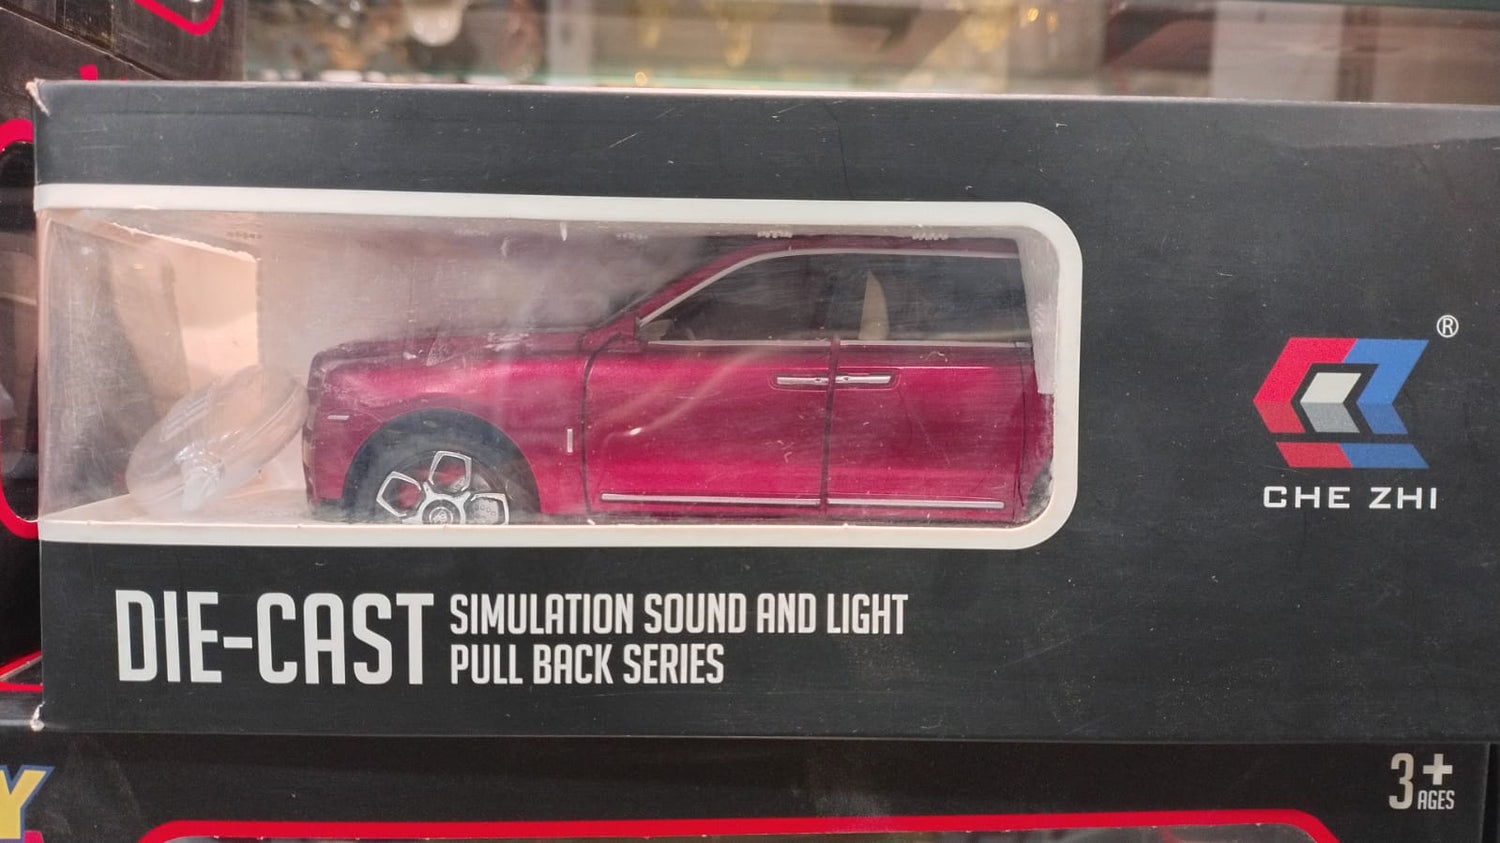 ®
CHE ZHI
DIE-CAST
SIMULATION SOUND AND LIGHT
PULL BACK SERIES
3+
AGES
Y